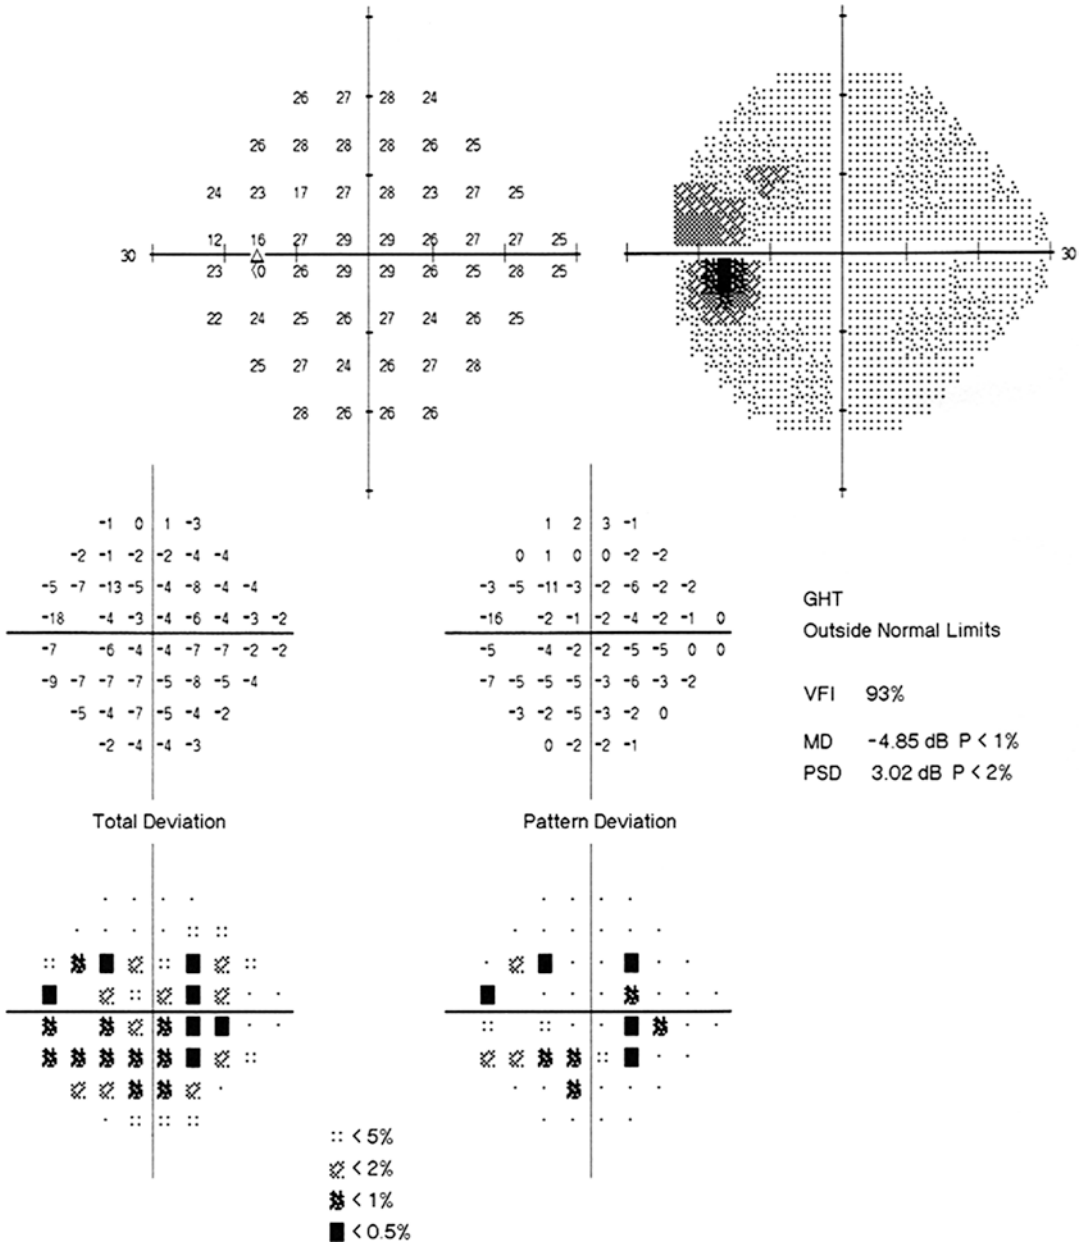 26 27 28 24
26 28 28 28 26 25
24 23 17 27 28 23 27 25
12 16 27 29 29 26 27 27 25
30
30
23 <0 26 29 29 26 25 28 25
22 24 25 26 27 24 26 25
25 27 24 26 27 28
28 26 26 26
-1 0 1 -3
-2 -1 -2 -2 -4 -4
-5 -7 -13 -5 -4 -8 -4 -4
-18 -4 -3 -4 -6 -4 -3 -2
-7 -6 -4 -4 -7 -7 -2 -2
-9 -7 -7 -7 -5 -8 -5 -4
-5 -4 -7 -5 -4 -2
-2 -4 -4 -3
Total Deviation
1 2 3 -1
0 1 0 0 -2 -2
-3 -5 -11 -3 -2 -6 -2 -2
-16 -2 -1 -2 -4 -2 -1 0
-5 -4 -2 -2 -5 -5 0 0
-7 -5 -5 -5 -3 -6 -3 -2
-3 -2 -5 -3 -2 0
0 -2 -2 -1
Pattern Deviation
GHT
Outside Normal Limits
VFI 93%
MD -4.85 dB P < 1%
PSD 3.02 dB P < 2%
< 5%
< 2%
< 1%
< 0.5%